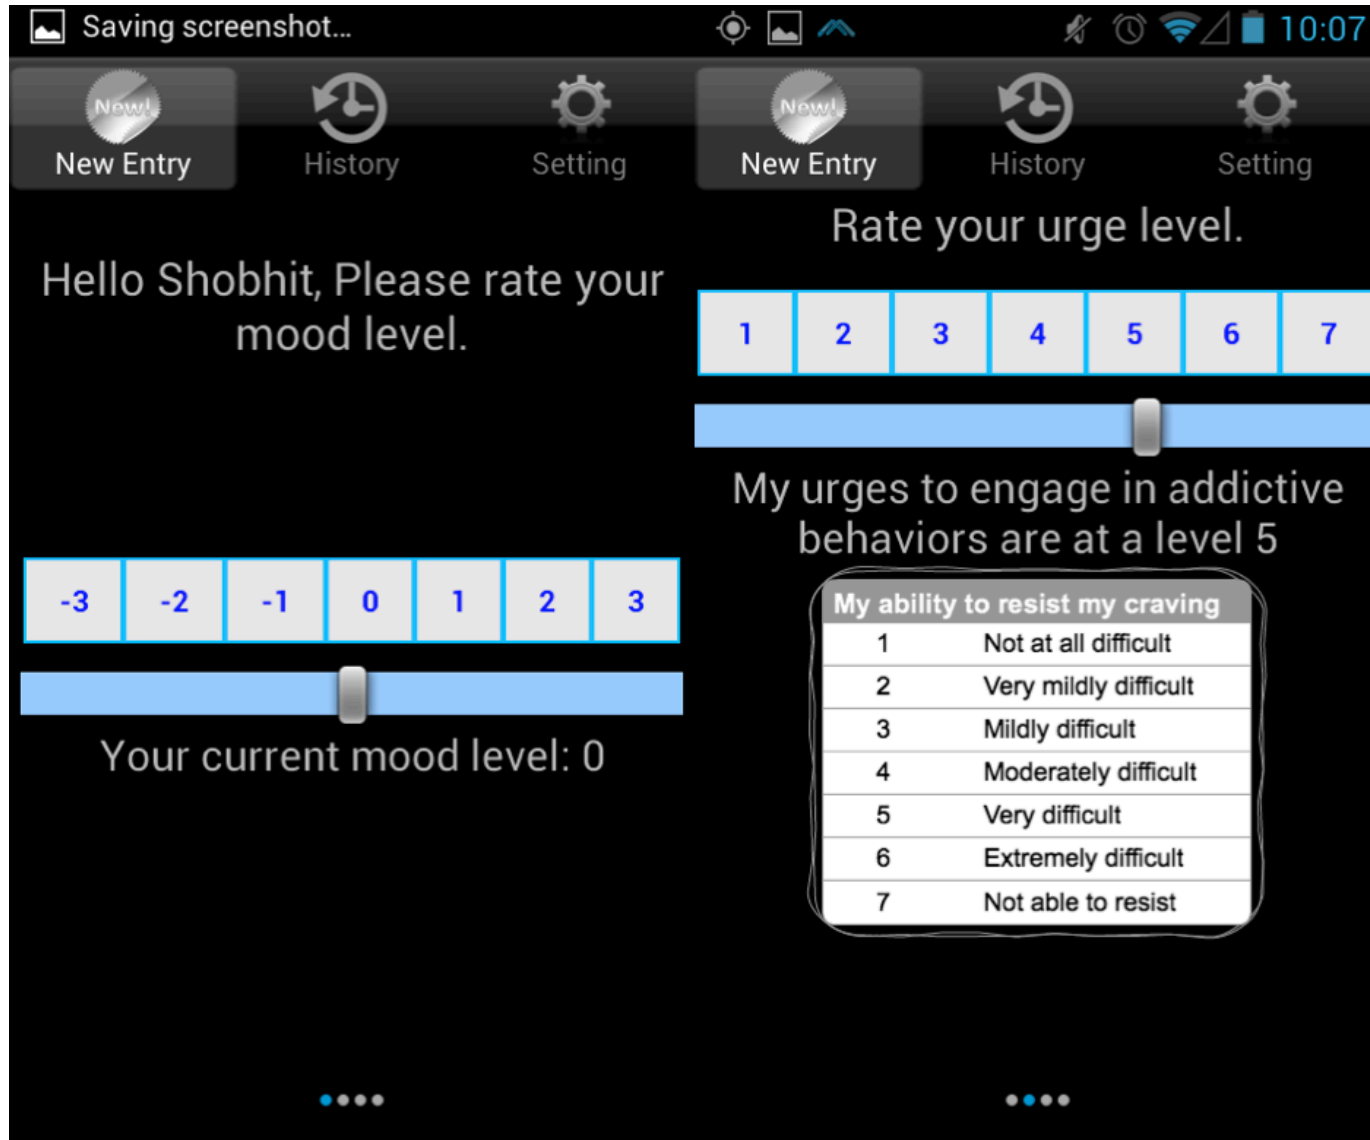 Saving screenshot...
New!
New Entry
History
Setting
Hello Shobhit, Please rate your
mood level.
-3 -2 -1 0 1 2 3
Your current mood level: 0
10:07
New!
New Entry
History
Setting
Rate your urge level.
1 2 3 4 5 6 7
My urges to engage in addictive
behaviors are at a level 5
My ability to resist my craving
1 Not at all difficult
2 Very mildly difficult
3 Mildly difficult
4 Moderately difficult
5 Very difficult
6 Extremely difficult
7 Not able to resist